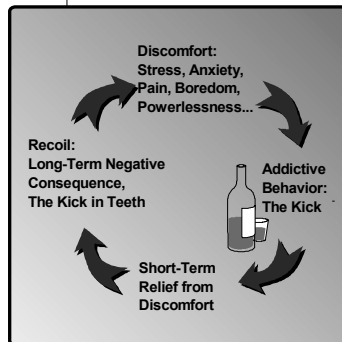 Discomfort:
Stress, Anxiety,
Pain, Boredom,
Powerlessness...
Addictive
Behavior:
The Kick
Short-Term
Relief from
Discomfort
Recoil:
Long-Term Negative
Consequence,
The Kick in Teeth